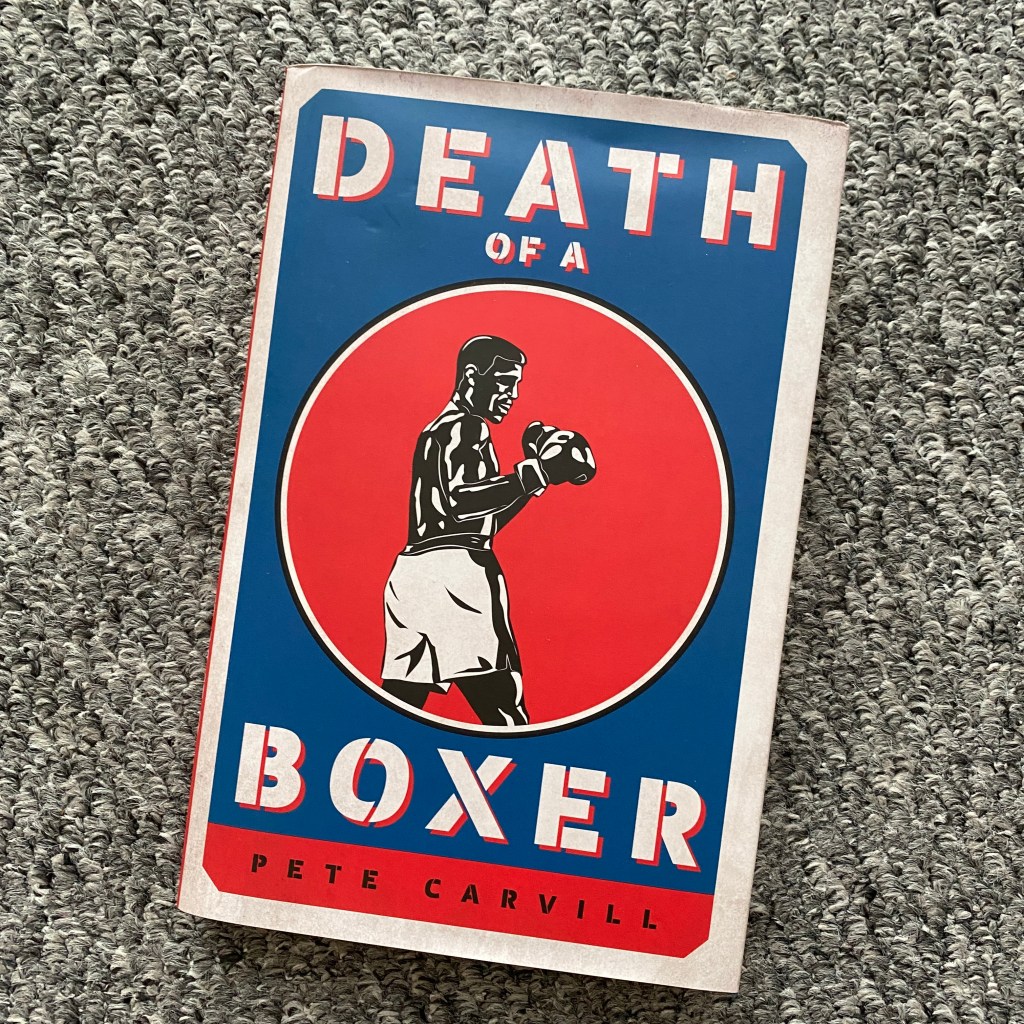 DEATH
OF A
BOXER
PETE CARVILL